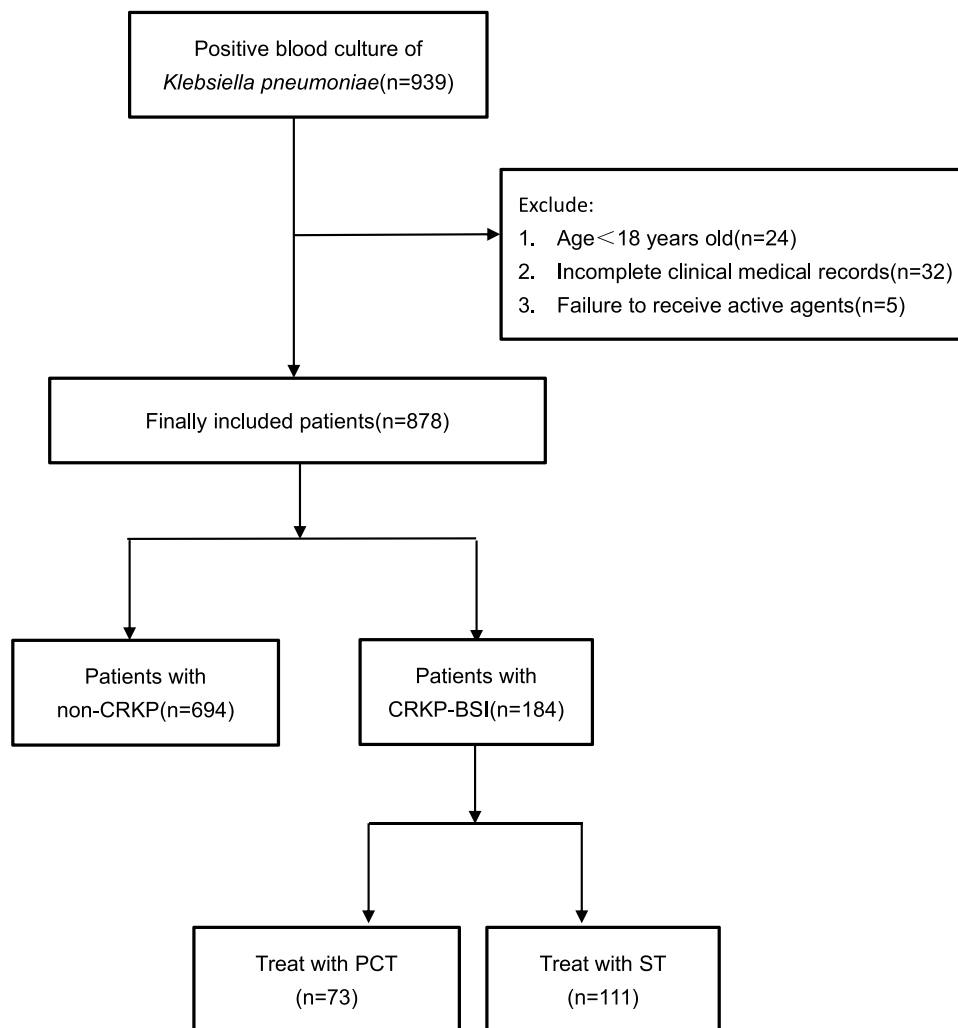 Positive blood culture of
Klebsiella pneumoniae(n=939)
Exclude:
1. Age＜18 years old(n=24)
2. Incomplete clinical medical records(n=32)
3. Failure to receive active agents(n=5)
Finally included patients(n=878)
Patients with
non-CRKP(n=694)
Patients with
CRKP-BSI(n=184)
Treat with PCT
(n=73)
Treat with ST
(n=111)